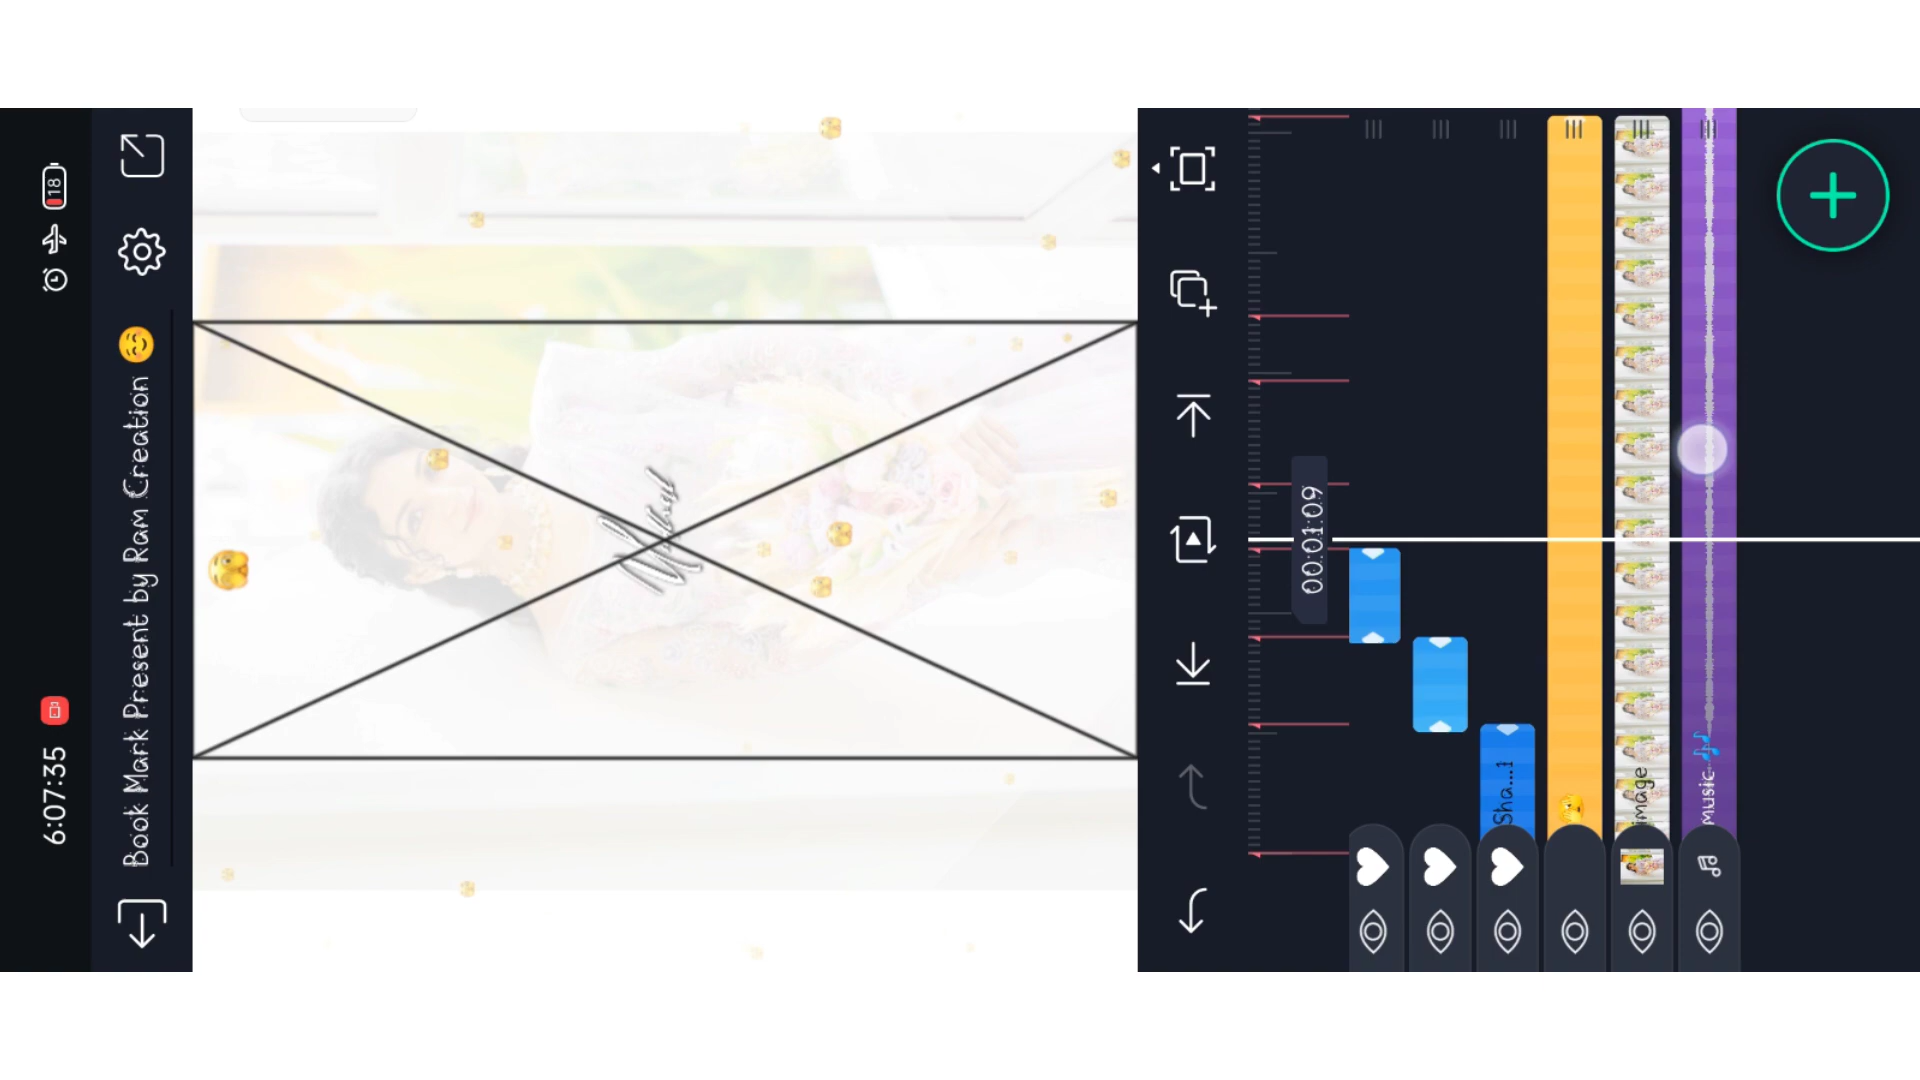 6:07:35
18
Book Mark Present by Ram Creation 😊
00:01:09
Sha...1
image
music 🎶